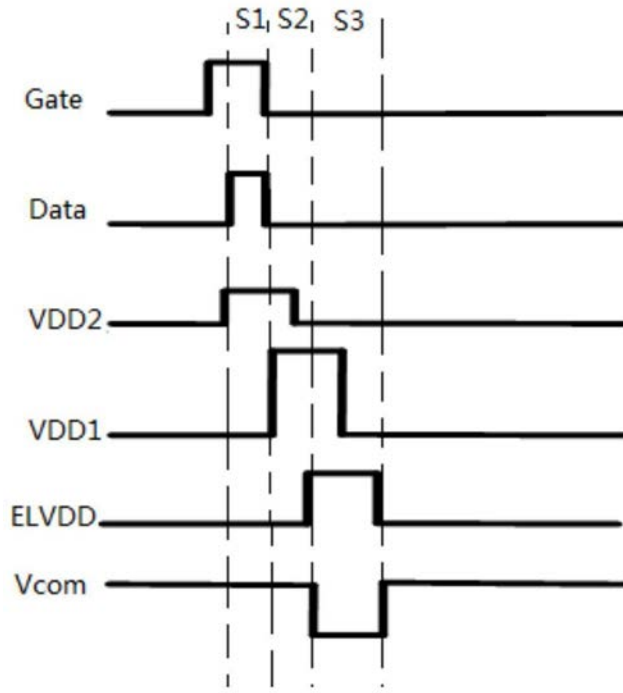 S1 S2 S3
Gate
Data
VDD2
VDD1
ELVDD
Vcom